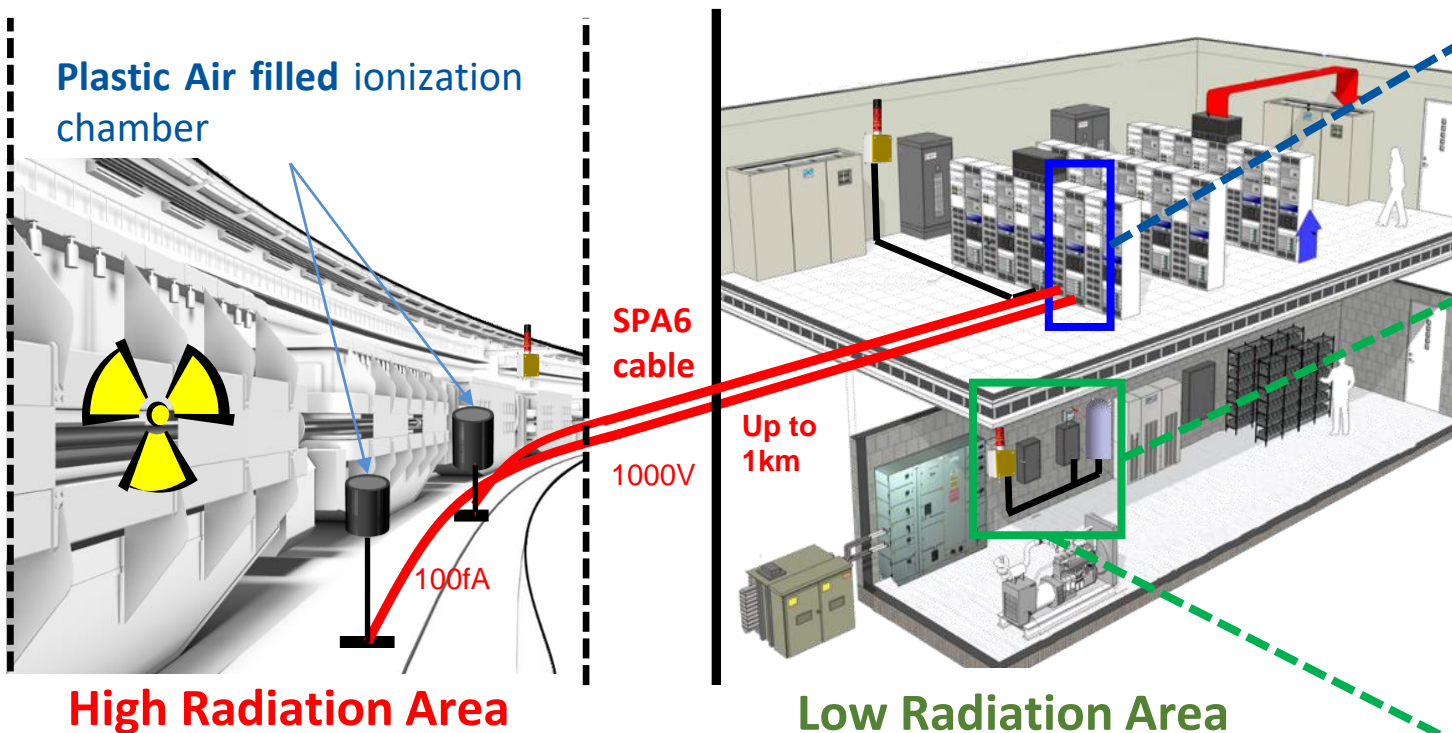 Plastic Air filled ionization
chamber
SPA6
cable
1000V
Up to
1km
100fA
High Radiation Area
Low Radiation Area